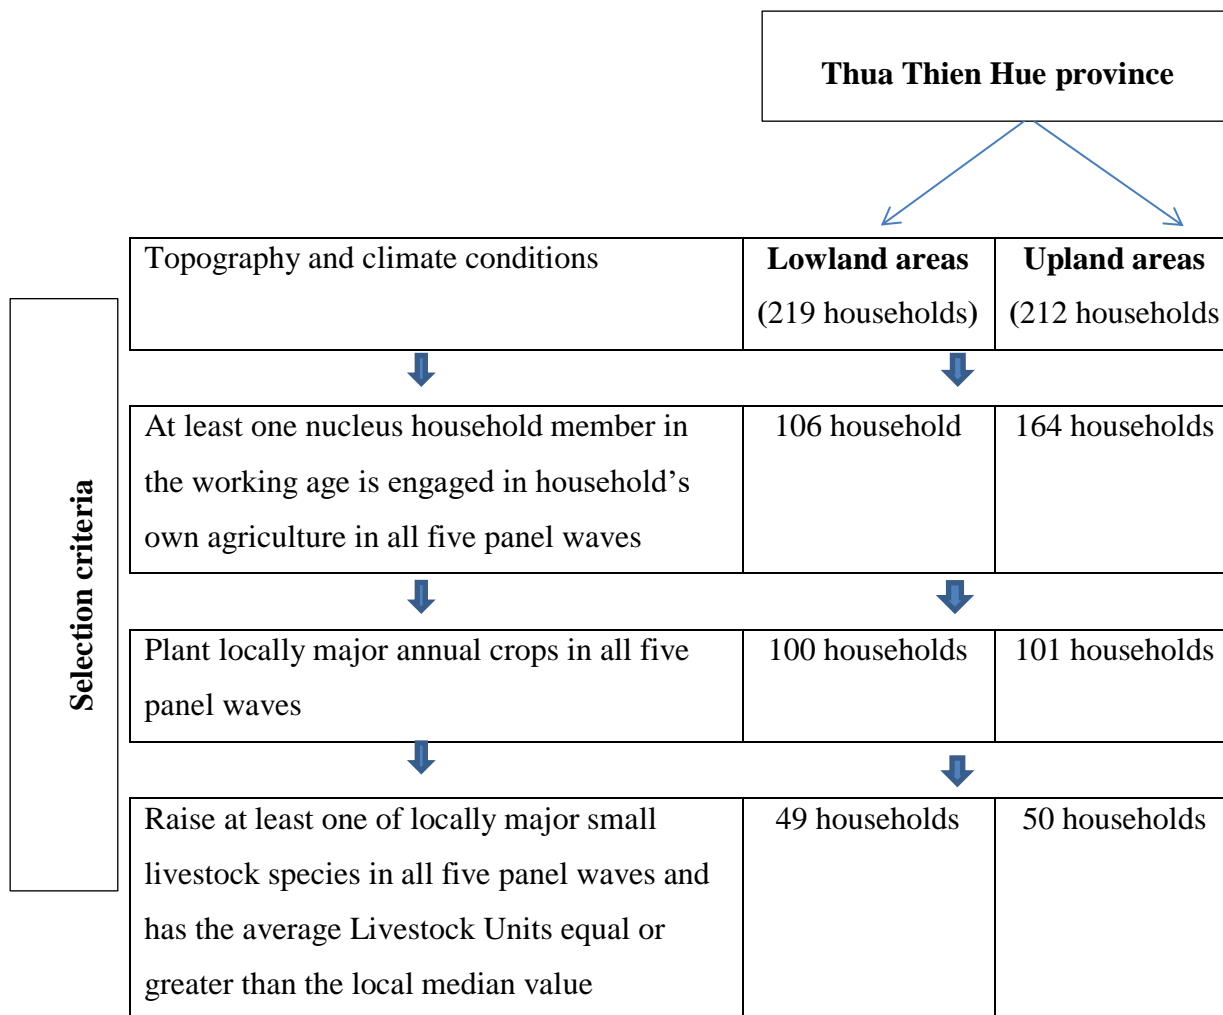 Thua Thien Hue province
Topography and climate conditions
Lowland areas
(219 households)
Upland areas
(212 households
Selection criteria
At least one nucleus household member in
the working age is engaged in household’s
own agriculture in all five panel waves
106 household
164 households
Plant locally major annual crops in all five
panel waves
100 households
101 households
Raise at least one of locally major small
livestock species in all five panel waves and
has the average Livestock Units equal or
greater than the local median value
49 households
50 households